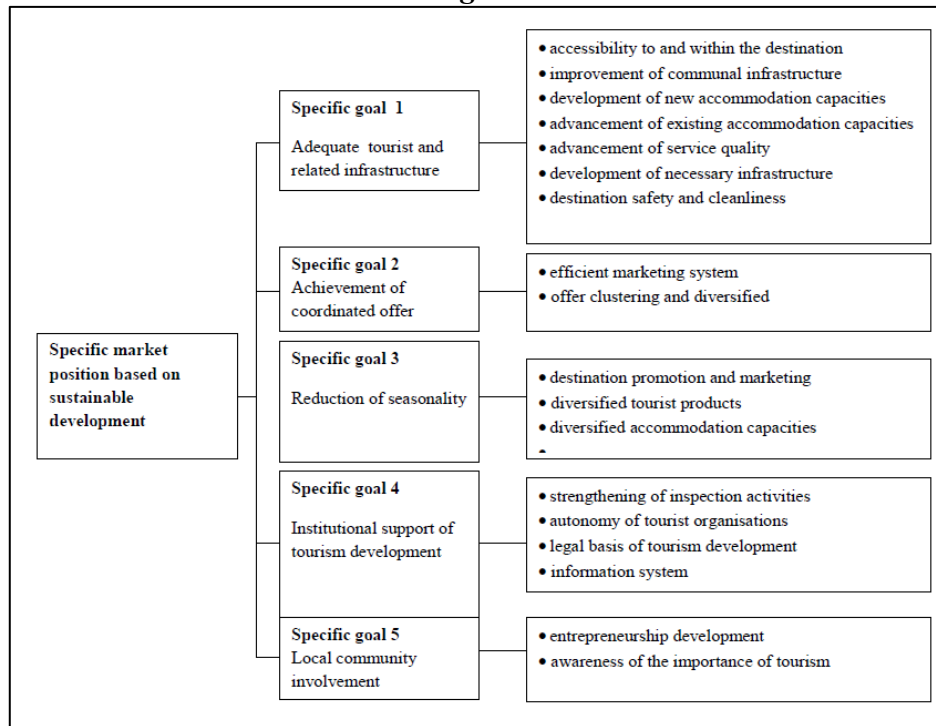 Specific market
position based on
sustainable
development
Specific goal 1
Adequate tourist and
related infrastructure
• accessibility to and within the destination
• improvement of communal infrastructure
• development of new accommodation capacities
• advancement of existing accommodation capacities
• advancement of service quality
• development of necessary infrastructure
• destination safety and cleanliness
Specific goal 2
Achievement of
coordinated offer
• efficient marketing system
• offer clustering and diversified
Specific goal 3
Reduction of seasonality
• destination promotion and marketing
• diversified tourist products
• diversified accommodation capacities
•
Specific goal 4
Institutional support of
tourism development
• strengthening of inspection activities
• autonomy of tourist organisations
• legal basis of tourism development
• information system
Specific goal 5
Local community
involvement
• entrepreneurship development
• awareness of the importance of tourism